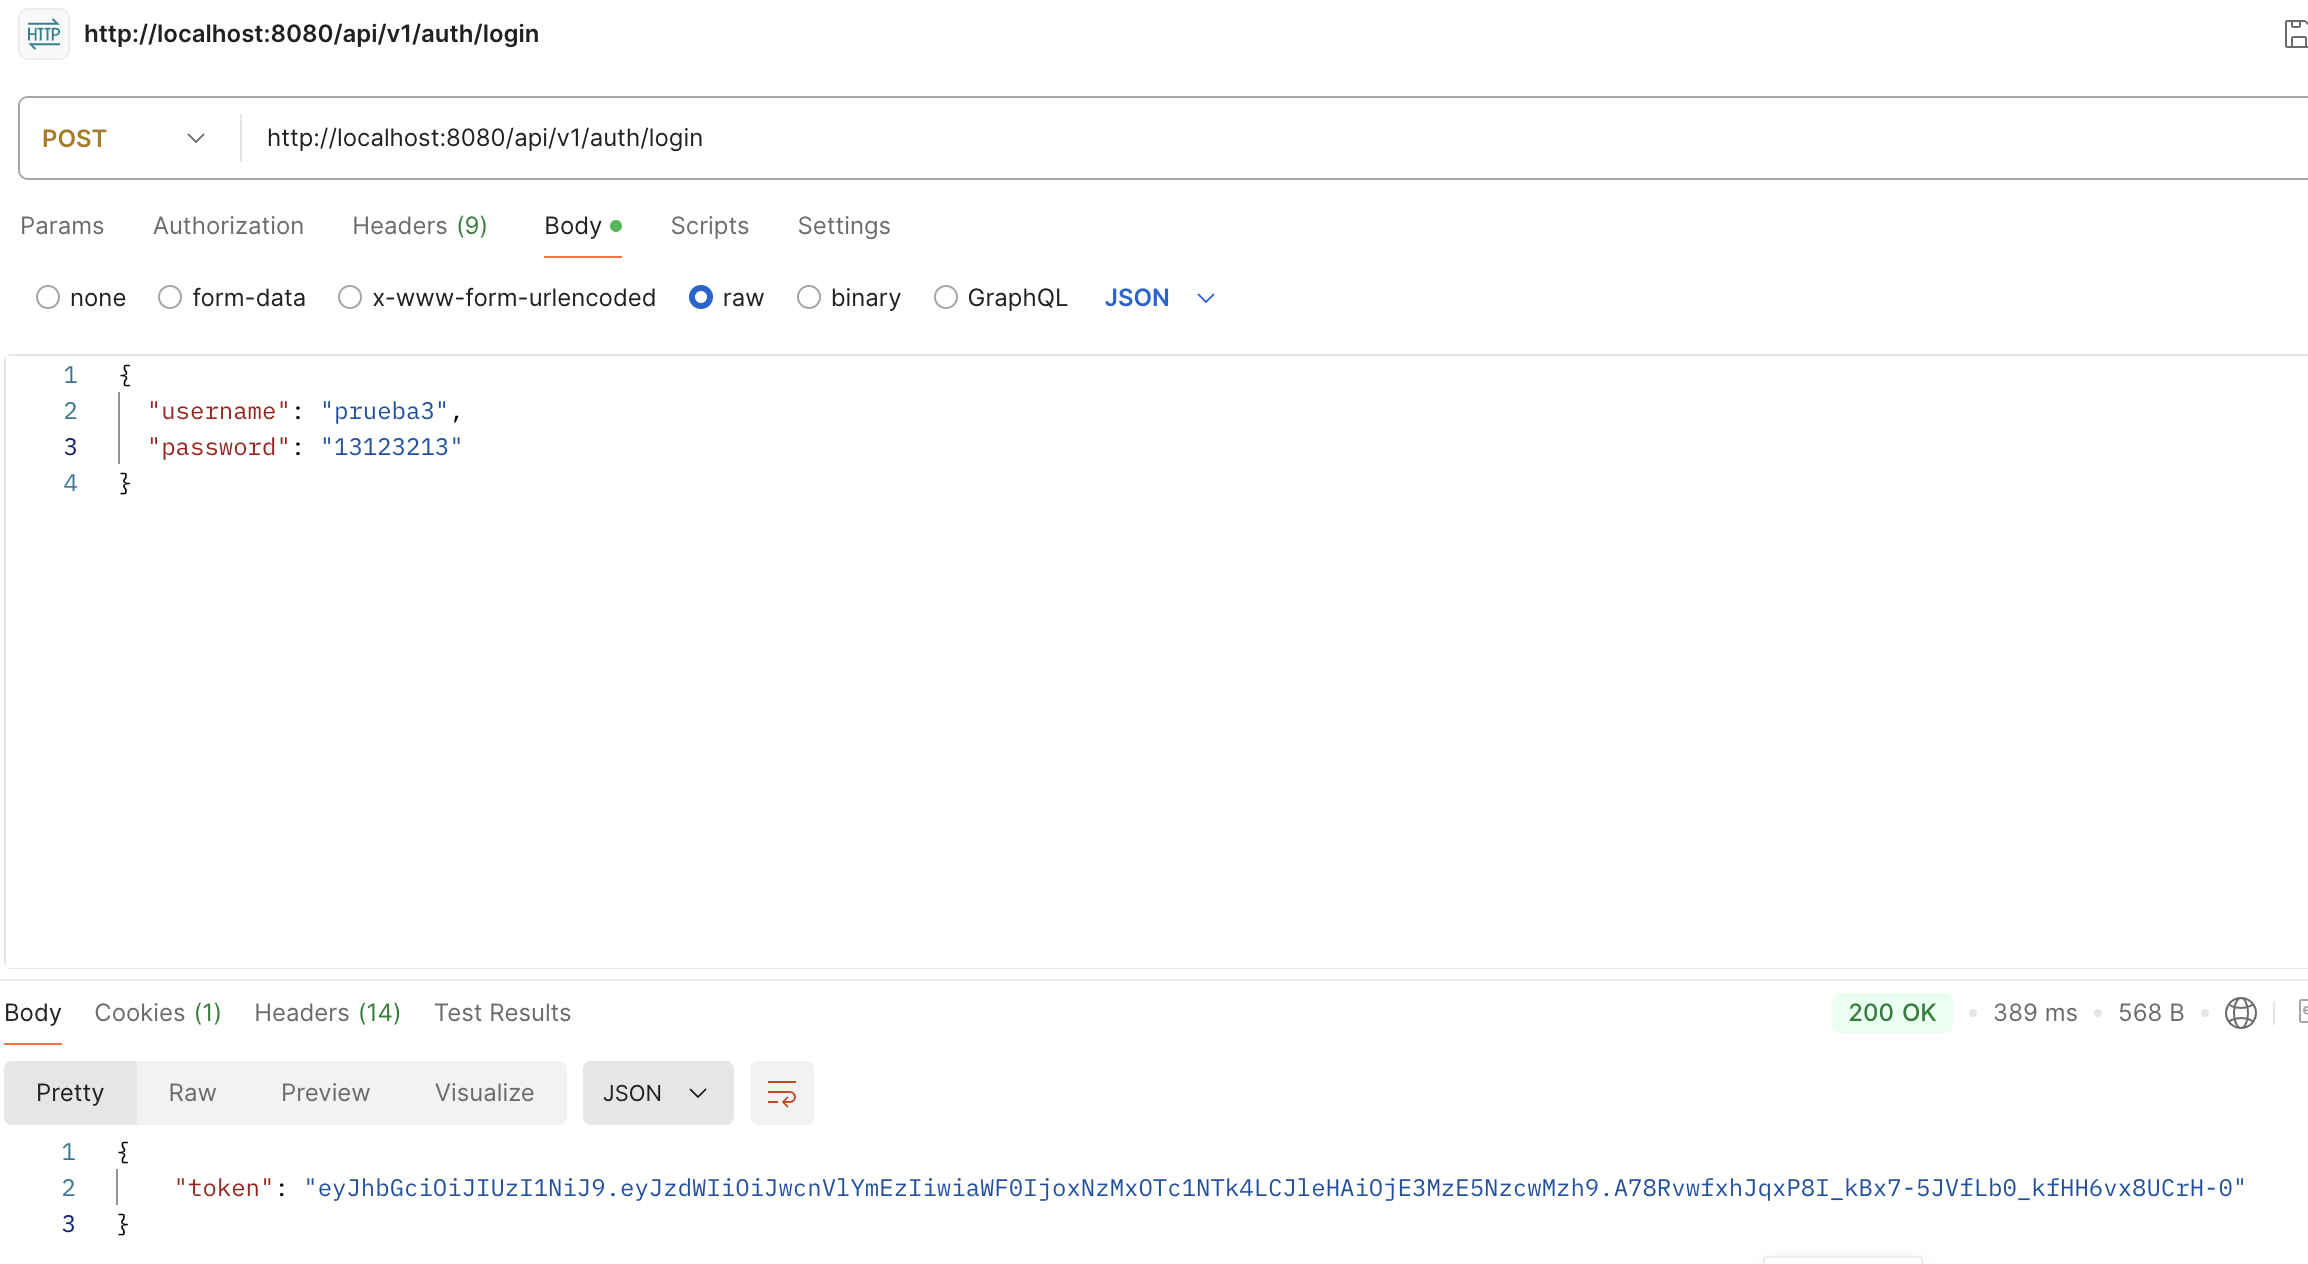 HTTP http://localhost:8080/api/v1/auth/login
POST http://localhost:8080/api/v1/auth/login
Params Authorization Headers (9) Body Scripts Settings
none form-data x-www-form-urlencoded raw binary GraphQL JSON
1 {
2 "username": "prueba3",
3 "password": "13123213"
4 }
Body Cookies (1) Headers (14) Test Results 200 OK 389 ms 568 B
Pretty Raw Preview Visualize JSON
1 {
2 "token": "eyJhbGciOiJIUzI1NiJ9.eyJzdWIiOiJwcnVlYmEzIiwiaWF0IjoxNzMxOTc1NTk4LCJleHAiOjE3MzE5NzcwMzh9.A78RvwfxhJqxP8I_kBx7-5JVfLb0_kfHH6vx8UCrH-0"
3 }